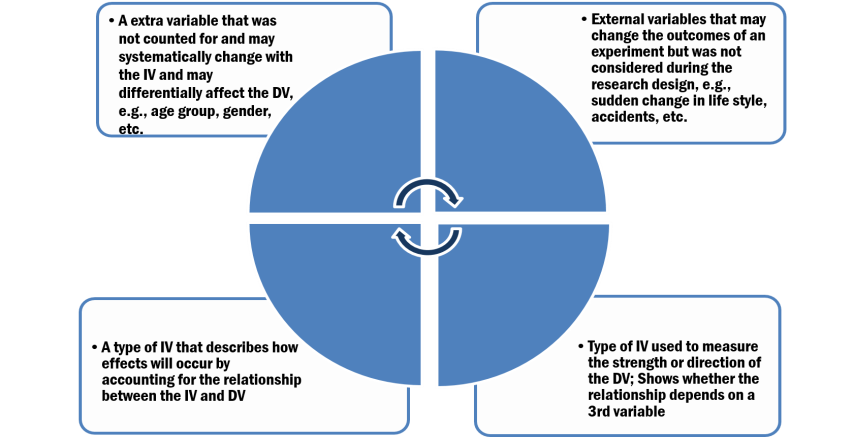 • A extra variable that was
not counted for and may
systematically change with
the IV and may
differentially affect the DV,
e.g., age group, gender,
etc.
• External variables that may
change the outcomes of an
experiment but was not
considered during the
research design, e.g.,
sudden change in life style,
accidents, etc.
• A type of IV that describes how
effects will occur by
accounting for the relationship
between the IV and DV
• Type of IV used to measure
the strength or direction of
the DV; Shows whether the
relationship depends on a
3rd variable